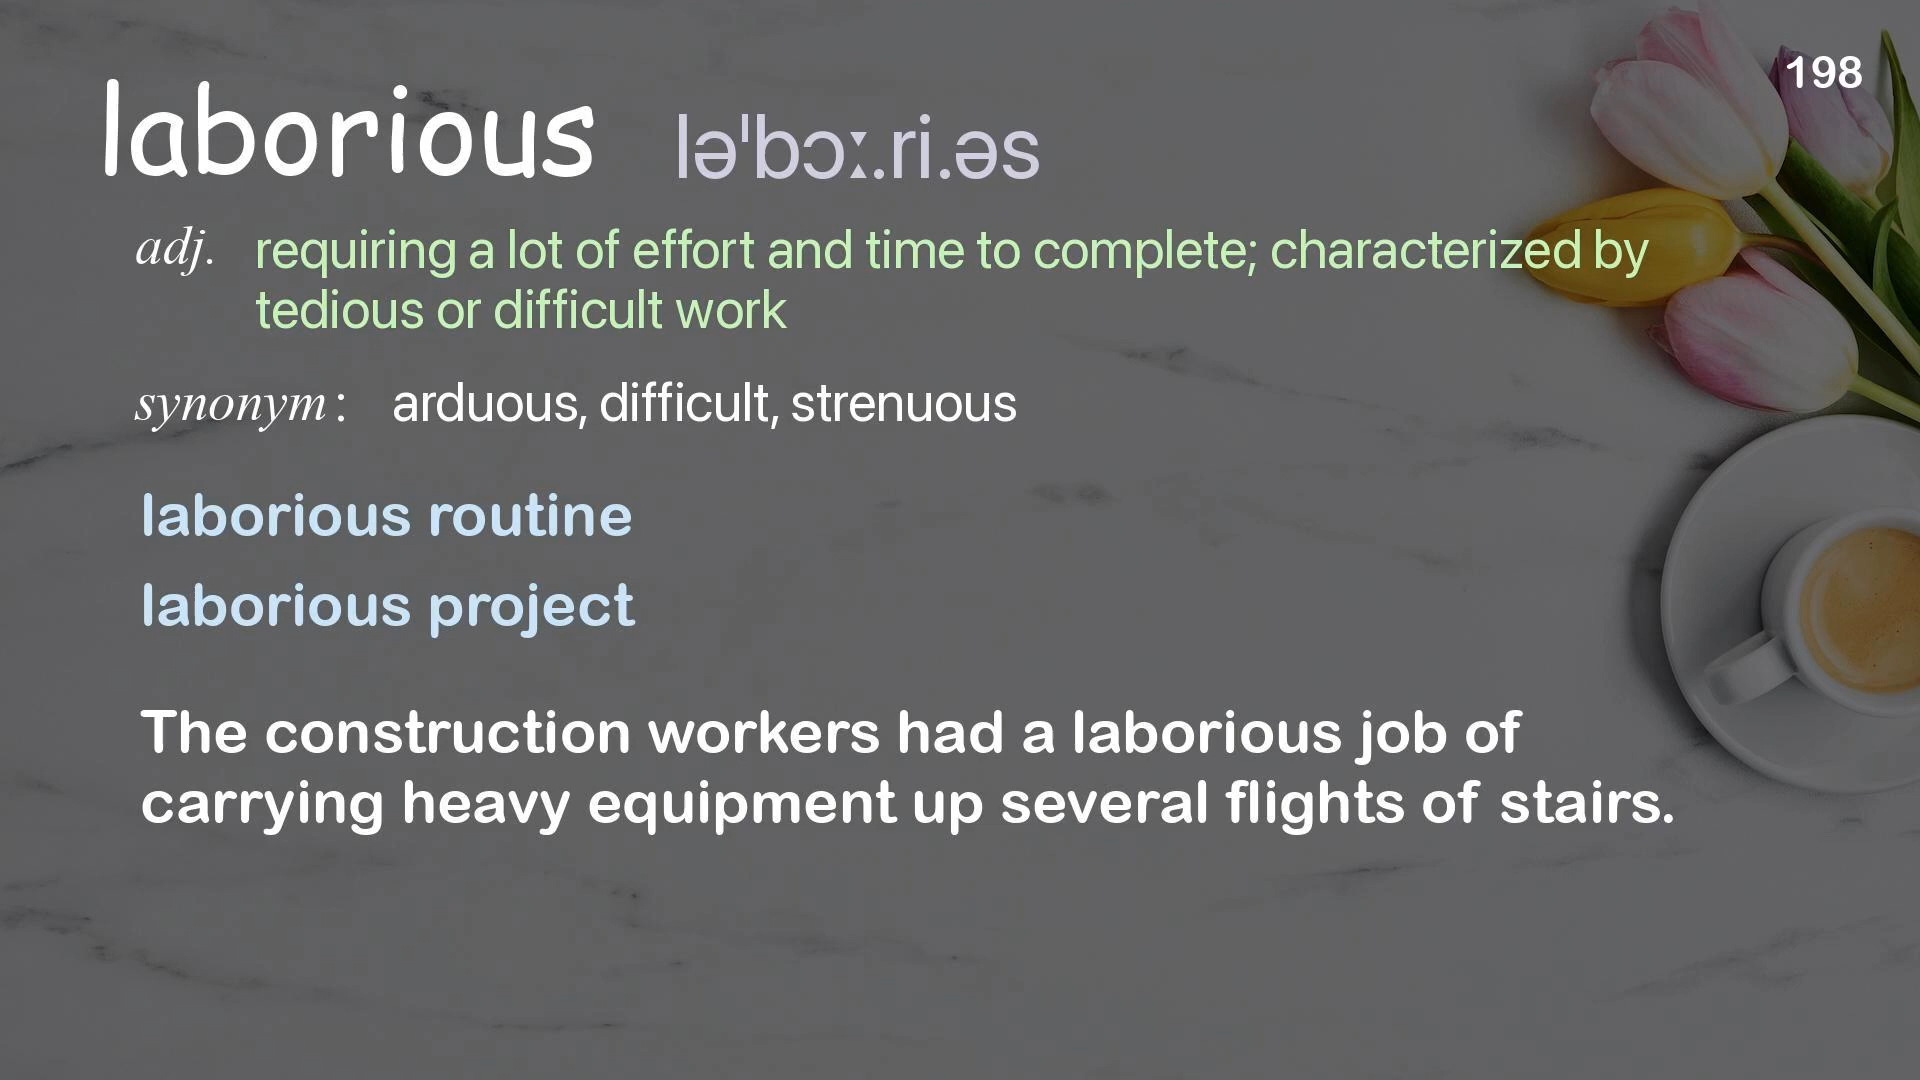 198
laborious ləˈbɔː.ri.əs
adj. requiring a lot of effort and time to complete; characterized by
tedious or difficult work
synonym : arduous, difficult, strenuous
laborious routine
laborious project
The construction workers had a laborious job of
carrying heavy equipment up several flights of stairs.